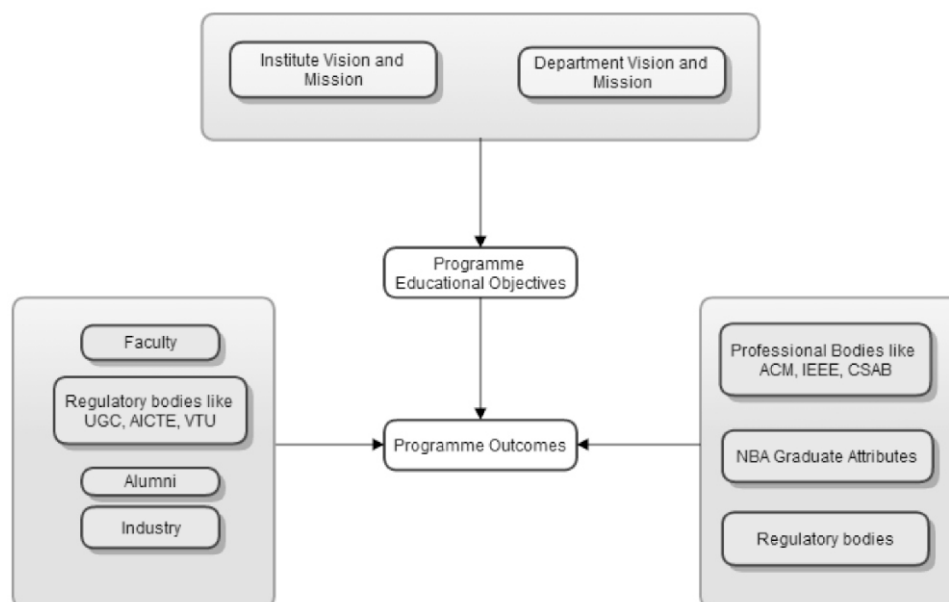 Institute Vision and
Mission
Department Vision and
Mission
Programme
Educational Objectives
Faculty
Regulatory bodies like
UGC, AICTE, VTU
Alumni
Industry
Programme Outcomes
Professional Bodies like
ACM, IEEE, CSAB
NBA Graduate Attributes
Regulatory bodies